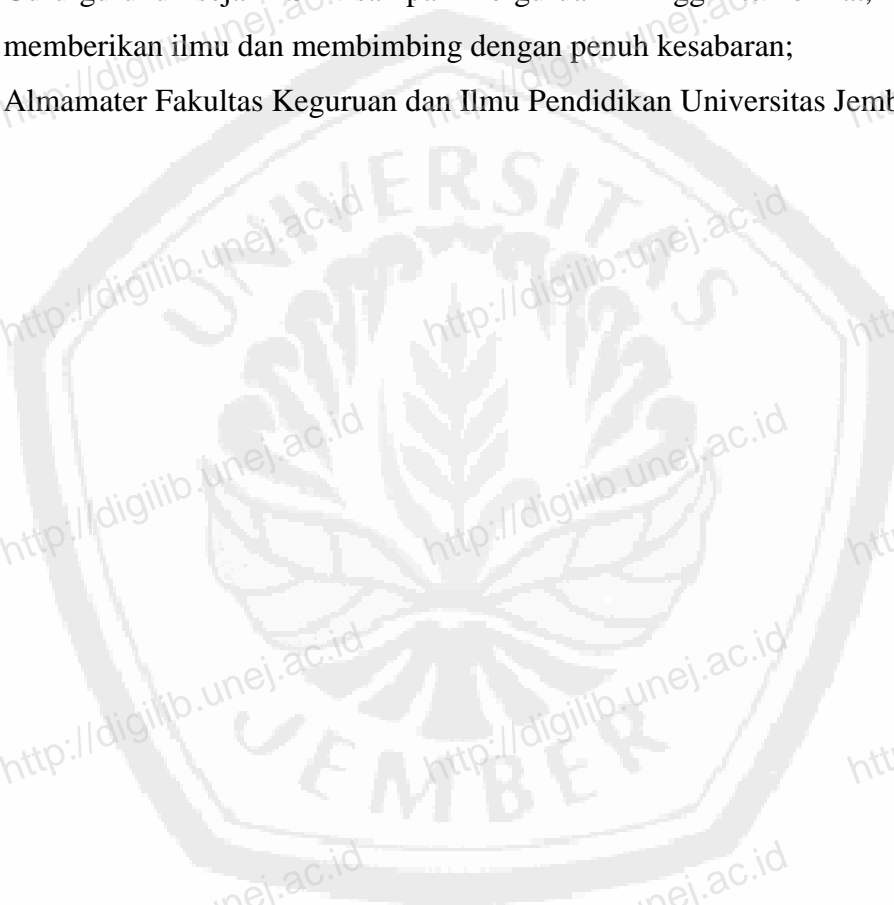 memberikan ilmu dan membimbing dengan penuh kesabaran;
Almamater Fakultas Keguruan dan Ilmu Pendidikan Universitas Jemb
UNIVERSITAS
http://digilib.unej.ac.id http://digilib.unej.ac.id
http://digilib.unej.ac.id http://digilib.unej.ac.id
http://digilib.unej.ac.id http://digilib.unej.ac.id
JEMBER